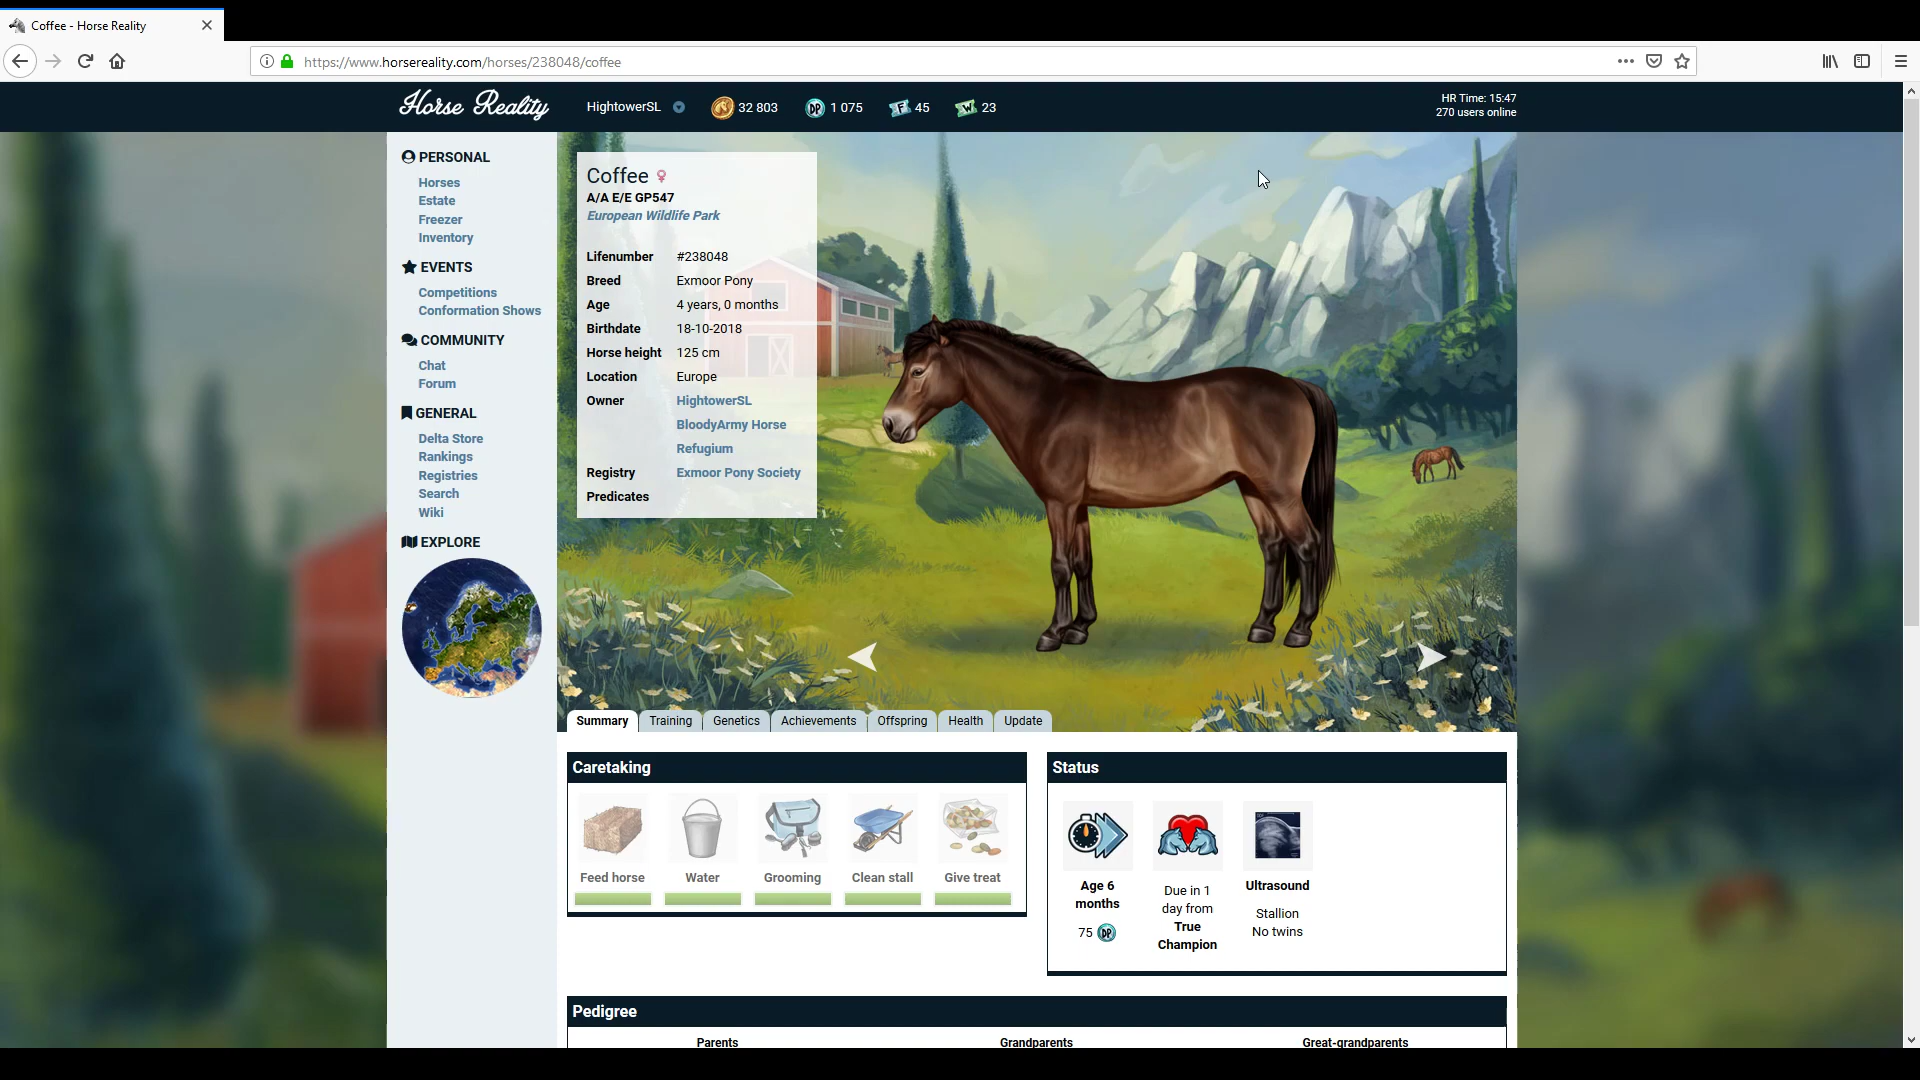 Coffee - Horse Reality
https://www.horsereality.com/horses/238048/coffee
Horse Reality
HightowerSL
32 803
DP
1 075
F
45
W
23
HR Time: 15:47
270 users online
PERSONAL
Horses
Estate
Freezer
Inventory
EVENTS
Competitions
Conformation Shows
COMMUNITY
Chat
Forum
GENERAL
Delta Store
Rankings
Registries
Search
Wiki
EXPLORE
Coffee
A/A E/E GP547
European Wildlife Park
Lifenumber #238048
Breed Exmoor Pony
Age 4 years, 0 months
Birthdate 18-10-2018
Horse height 125 cm
Location Europe
Owner HightowerSL
BloodyArmy Horse
Refugium
Registry Exmoor Pony Society
Predicates
Summary Training Genetics Achievements Offspring Health Update
Caretaking
Feed horse Water Grooming Clean stall Give treat
Status
Age 6
months
75 DP
Due in 1
day from
True
Champion
Ultrasound
Stallion
No twins
Pedigree
Parents Grandparents Great-grandparents